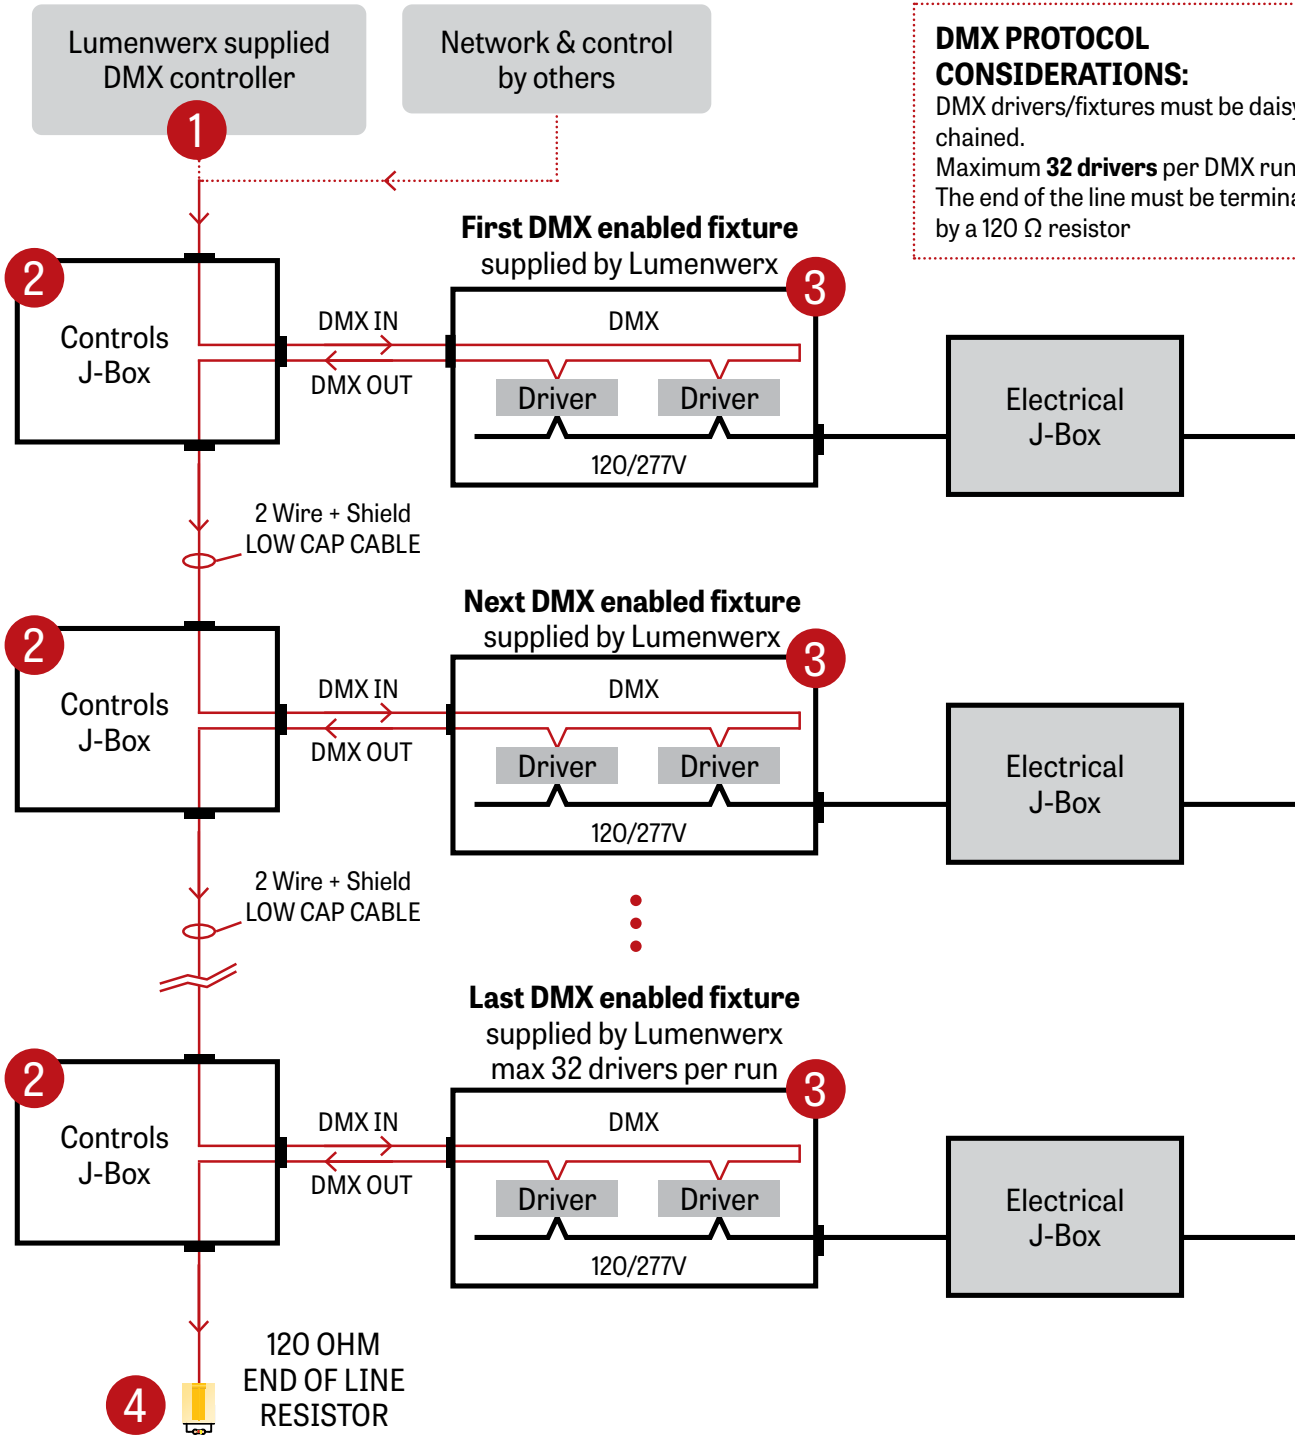 Lumenwerx supplied
DMX controller
1
Network & control
by others
DMX PROTOCOL
CONSIDERATIONS:
DMX drivers/fixtures must be daisy
chained.
Maximum 32 drivers per DMX run
The end of the line must be
by a 120 Ω resistor
First DMX enabled fixture
supplied by Lumenwerx
2
Controls
J-Box
DMX IN
DMX OUT
3
DMX
Driver
Driver
120/277V
Electrical
J-Box
2 Wire + Shield
LOW CAP CABLE
Next DMX enabled fixture
supplied by Lumenwerx
2
Controls
J-Box
DMX IN
DMX OUT
3
DMX
Driver
Driver
120/277V
Electrical
J-Box
2 Wire + Shield
LOW CAP CABLE
Last DMX enabled fixture
supplied by Lumenwerx
max 32 drivers per run
2
Controls
J-Box
DMX IN
DMX OUT
3
DMX
Driver
Driver
120/277V
Electrical
J-Box
4
120 OHM
END OF LINE
RESISTOR